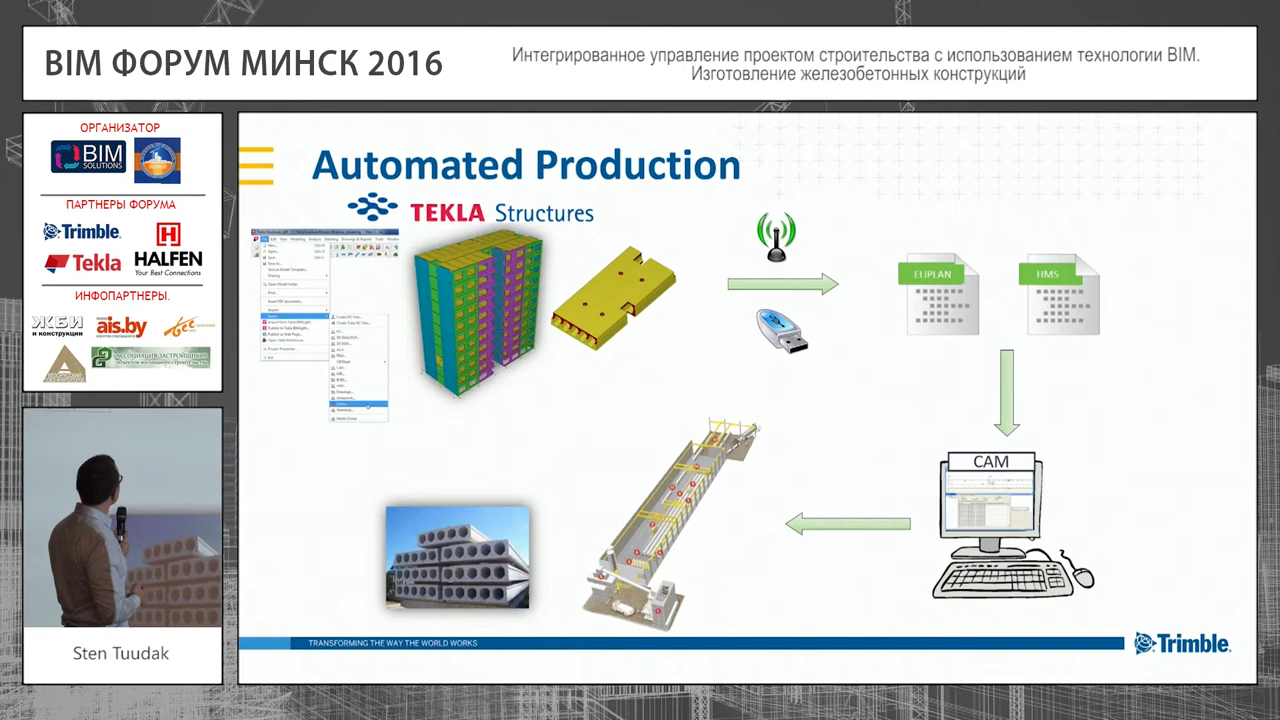 BIM ФОРУМ МИНСК 2016
Интегрированное управление проектом строительства с использованием технологии BIM.
Изготовление железобетонных конструкций
ОРГАНИЗАТОР
BIM
SOLUTIONS
ПАРТНЕРЫ ФОРУМА
Trimble.
HALFEN
Your Best Connections
Tekla
ИНФОПАРТНЕРЫ.
ЖБИ
и конструкции
ais.by
все
АССОЦИАЦИЯ ЗАСТРОЙЩИКОВ
Sten Tuudak
Automated Production
TEKLA Structures
ELiPLAN
HMS
CAM
TRANSFORMING THE WAY THE WORLD WORKS
Trimble.